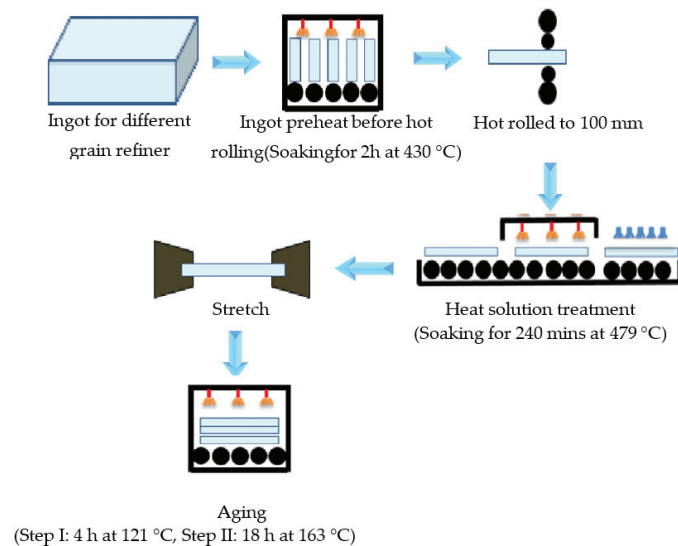 Ingot for different
grain refiner
Ingot preheat before hot
rolling(Soakingfor 2h at 430 °C)
Hot rolled to 100 mm
Heat solution treatment
(Soaking for 240 mins at 479 °C)
Stretch
Aging
(Step I: 4 h at 121 °C, Step II: 18 h at 163 °C)